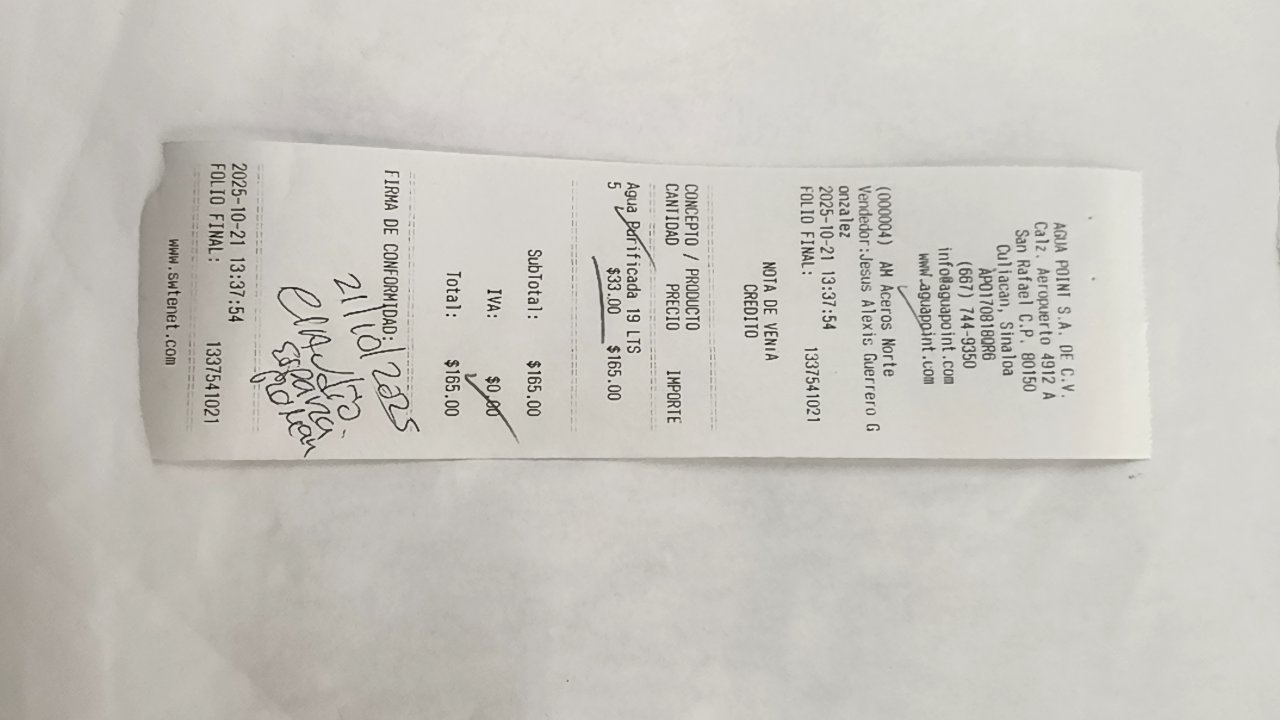 AGUA POINT S.A. DE C.V.
Calz. Aeropuerto 4912 A
San Rafael C.P. 80150
Culiacan, Sinaloa
APO170818QR6
(667) 744-9350
info@aguapoint.com
www.aguapoint.com
(000004) AM Aceros Norte
Vendedor:Jesus Alexis Guerrero G
onzalez
2025-10-21 13:37:54
FOLIO FINAL: 1337541021
NOTA DE VENTA
CREDITO
CONCEPTO / PRODUCTO
CANTIDAD PRECIO IMPORTE
Agua Purificada 19 LTS
5 $33.00 $165.00
SubTotal: $165.00
IVA: $0.00
Total: $165.00
FIRMA DE CONFORMIDAD:
21/10/2025
Claudia
2025-10-21 13:37:54
FOLIO FINAL: 1337541021
www.swtenet.com